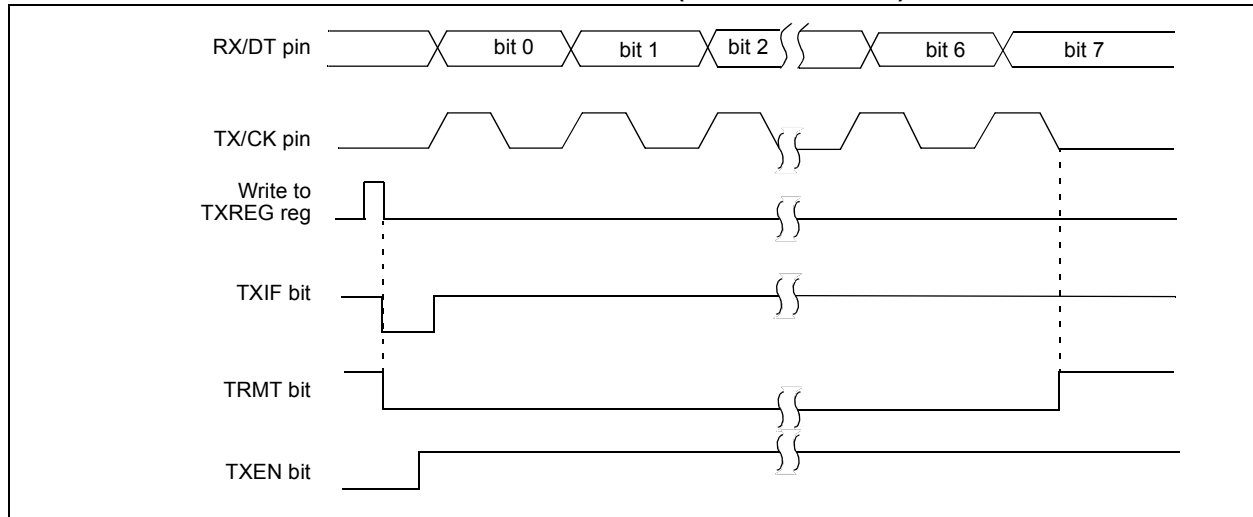 RX/DT pin
bit 0
bit 1
bit 2
bit 6
bit 7
TX/CK pin
Write to
TXREG reg
TXIF bit
TRMT bit
TXEN bit